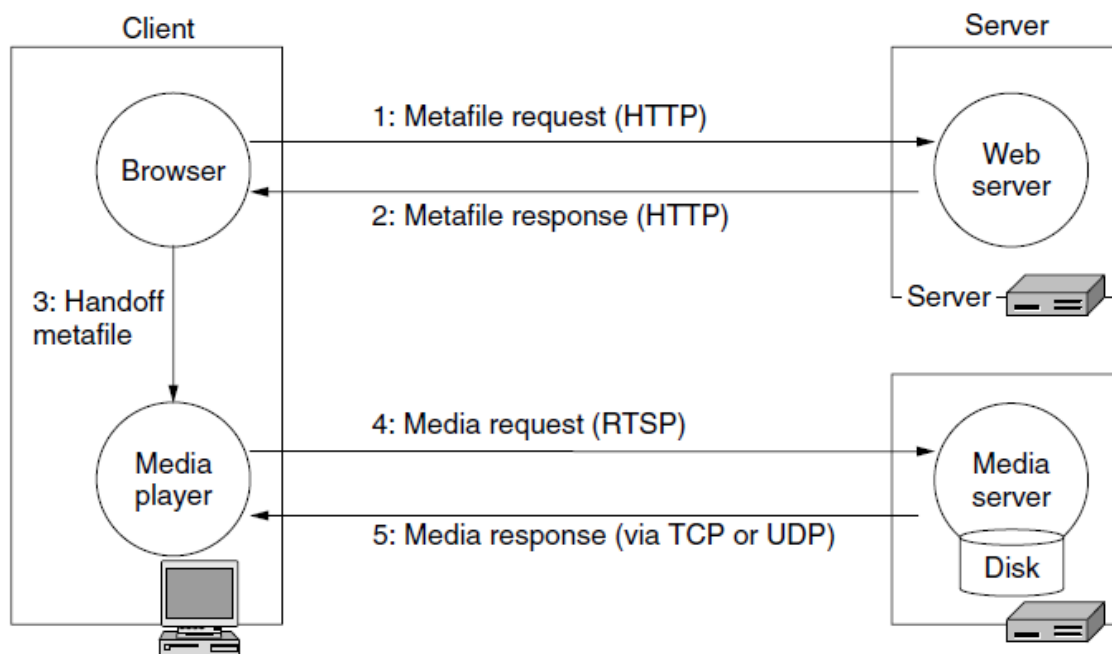 Client
Server
1: Metafile request (HTTP)
Browser
Web
server
2: Metafile response (HTTP)
3: Handoff
metafile
Server
4: Media request (RTSP)
Media
player
Media
server
5: Media response (via TCP or UDP)
Disk